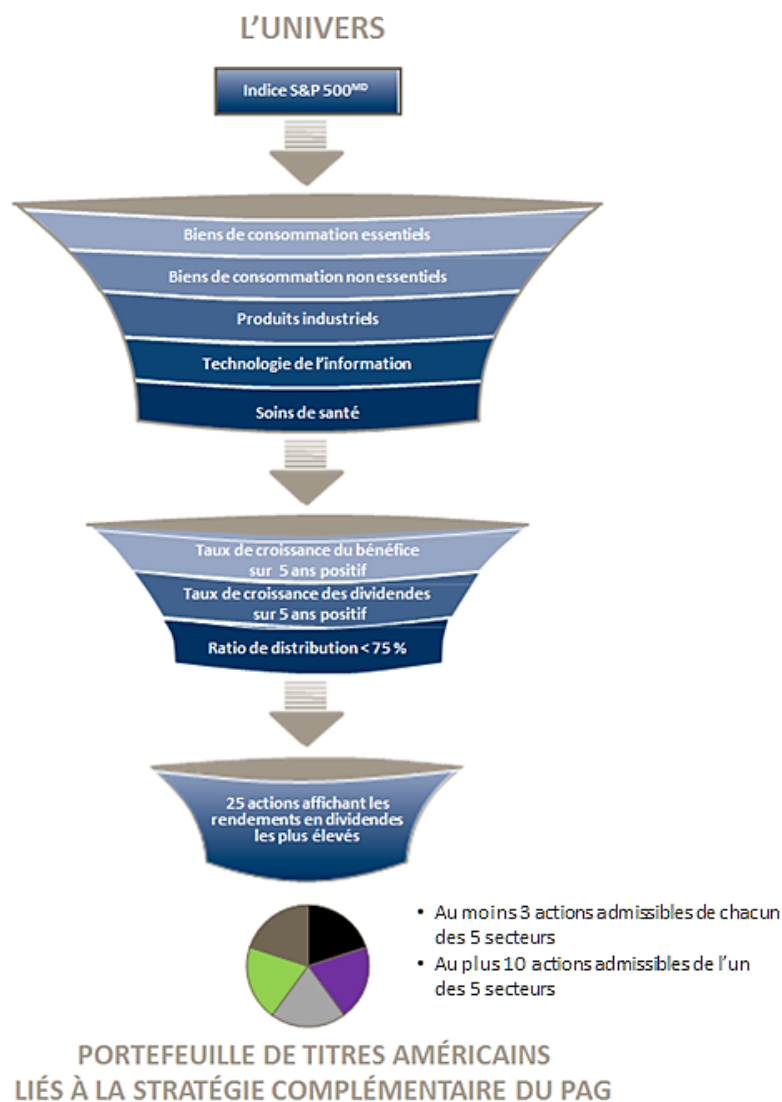 L'UNIVERS
Indice S&P 500ᴹᴰ
Biens de consommation essentiels
Biens de consommation non essentiels
Produits industriels
Technologie de l'information
Soins de santé
Taux de croissance du bénéfice
sur 5 ans positif
Taux de croissance des dividendes
sur 5 ans positif
Ratio de distribution < 75 %
25 actions affichant les
rendements en dividendes
les plus élevés
• Au moins 3 actions admissibles de chacun
des 5 secteurs
• Au plus 10 actions admissibles de l'un
des 5 secteurs
PORTEFEUILLE DE TITRES AMÉRICAINS
LIÉS À LA STRATÉGIE COMPLÉMENTAIRE DU PAG